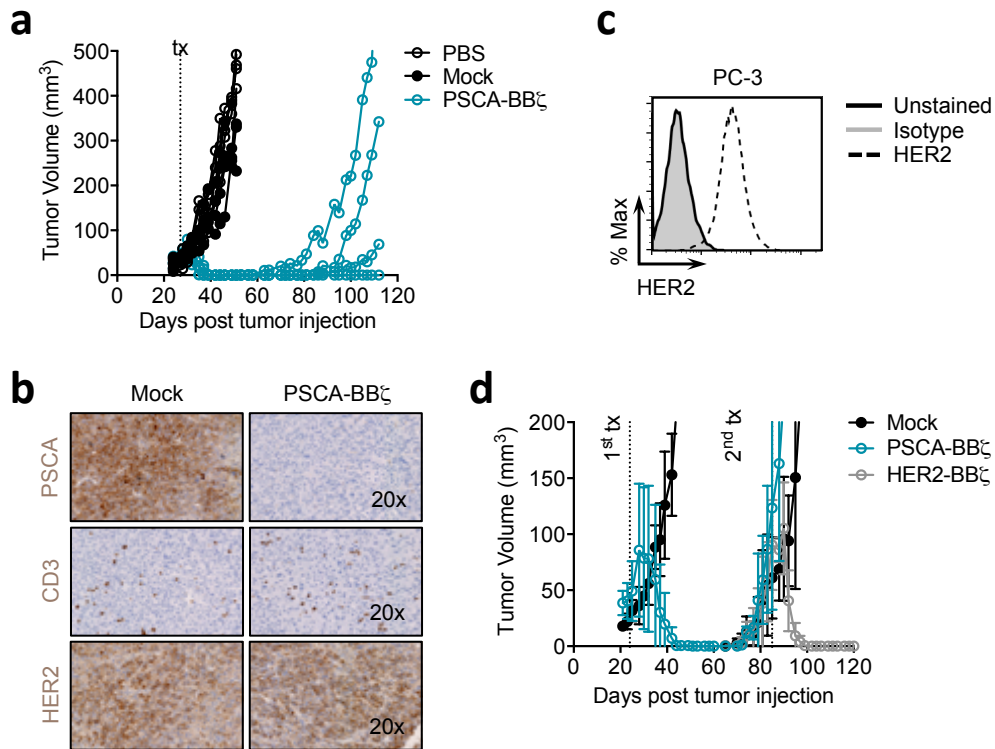 a
Tumor Volume (mm³)
500
400
300
200
100
0
tx
0 20 40 60 80 100 120
Days post tumor injection
PBS
Mock
PSCA-BBζ
c
PC-3
% Max
HER2
Unstained
Isotype
HER2
b
Mock PSCA-BBζ
PSCA
20x
CD3
20x
HER2
20x
d
Tumor Volume (mm³)
200
150
100
50
0
1st tx
2nd tx
0 20 40 60 80 100 120
Days post tumor injection
Mock
PSCA-BBζ
HER2-BBζ